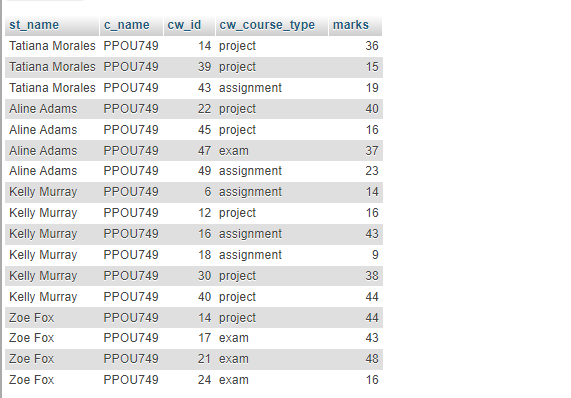 st_name c_name cw_id cw_course_type marks
Tatiana Morales PPOU749 14 project 36
Tatiana Morales PPOU749 39 project 15
Tatiana Morales PPOU749 43 assignment 19
Aline Adams PPOU749 22 project 40
Aline Adams PPOU749 45 project 16
Aline Adams PPOU749 47 exam 37
Aline Adams PPOU749 49 assignment 23
Kelly Murray PPOU749 6 assignment 14
Kelly Murray PPOU749 12 project 16
Kelly Murray PPOU749 16 assignment 43
Kelly Murray PPOU749 18 assignment 9
Kelly Murray PPOU749 30 project 38
Kelly Murray PPOU749 40 project 44
Zoe Fox PPOU749 14 project 44
Zoe Fox PPOU749 17 exam 43
Zoe Fox PPOU749 21 exam 48
Zoe Fox PPOU749 24 exam 16